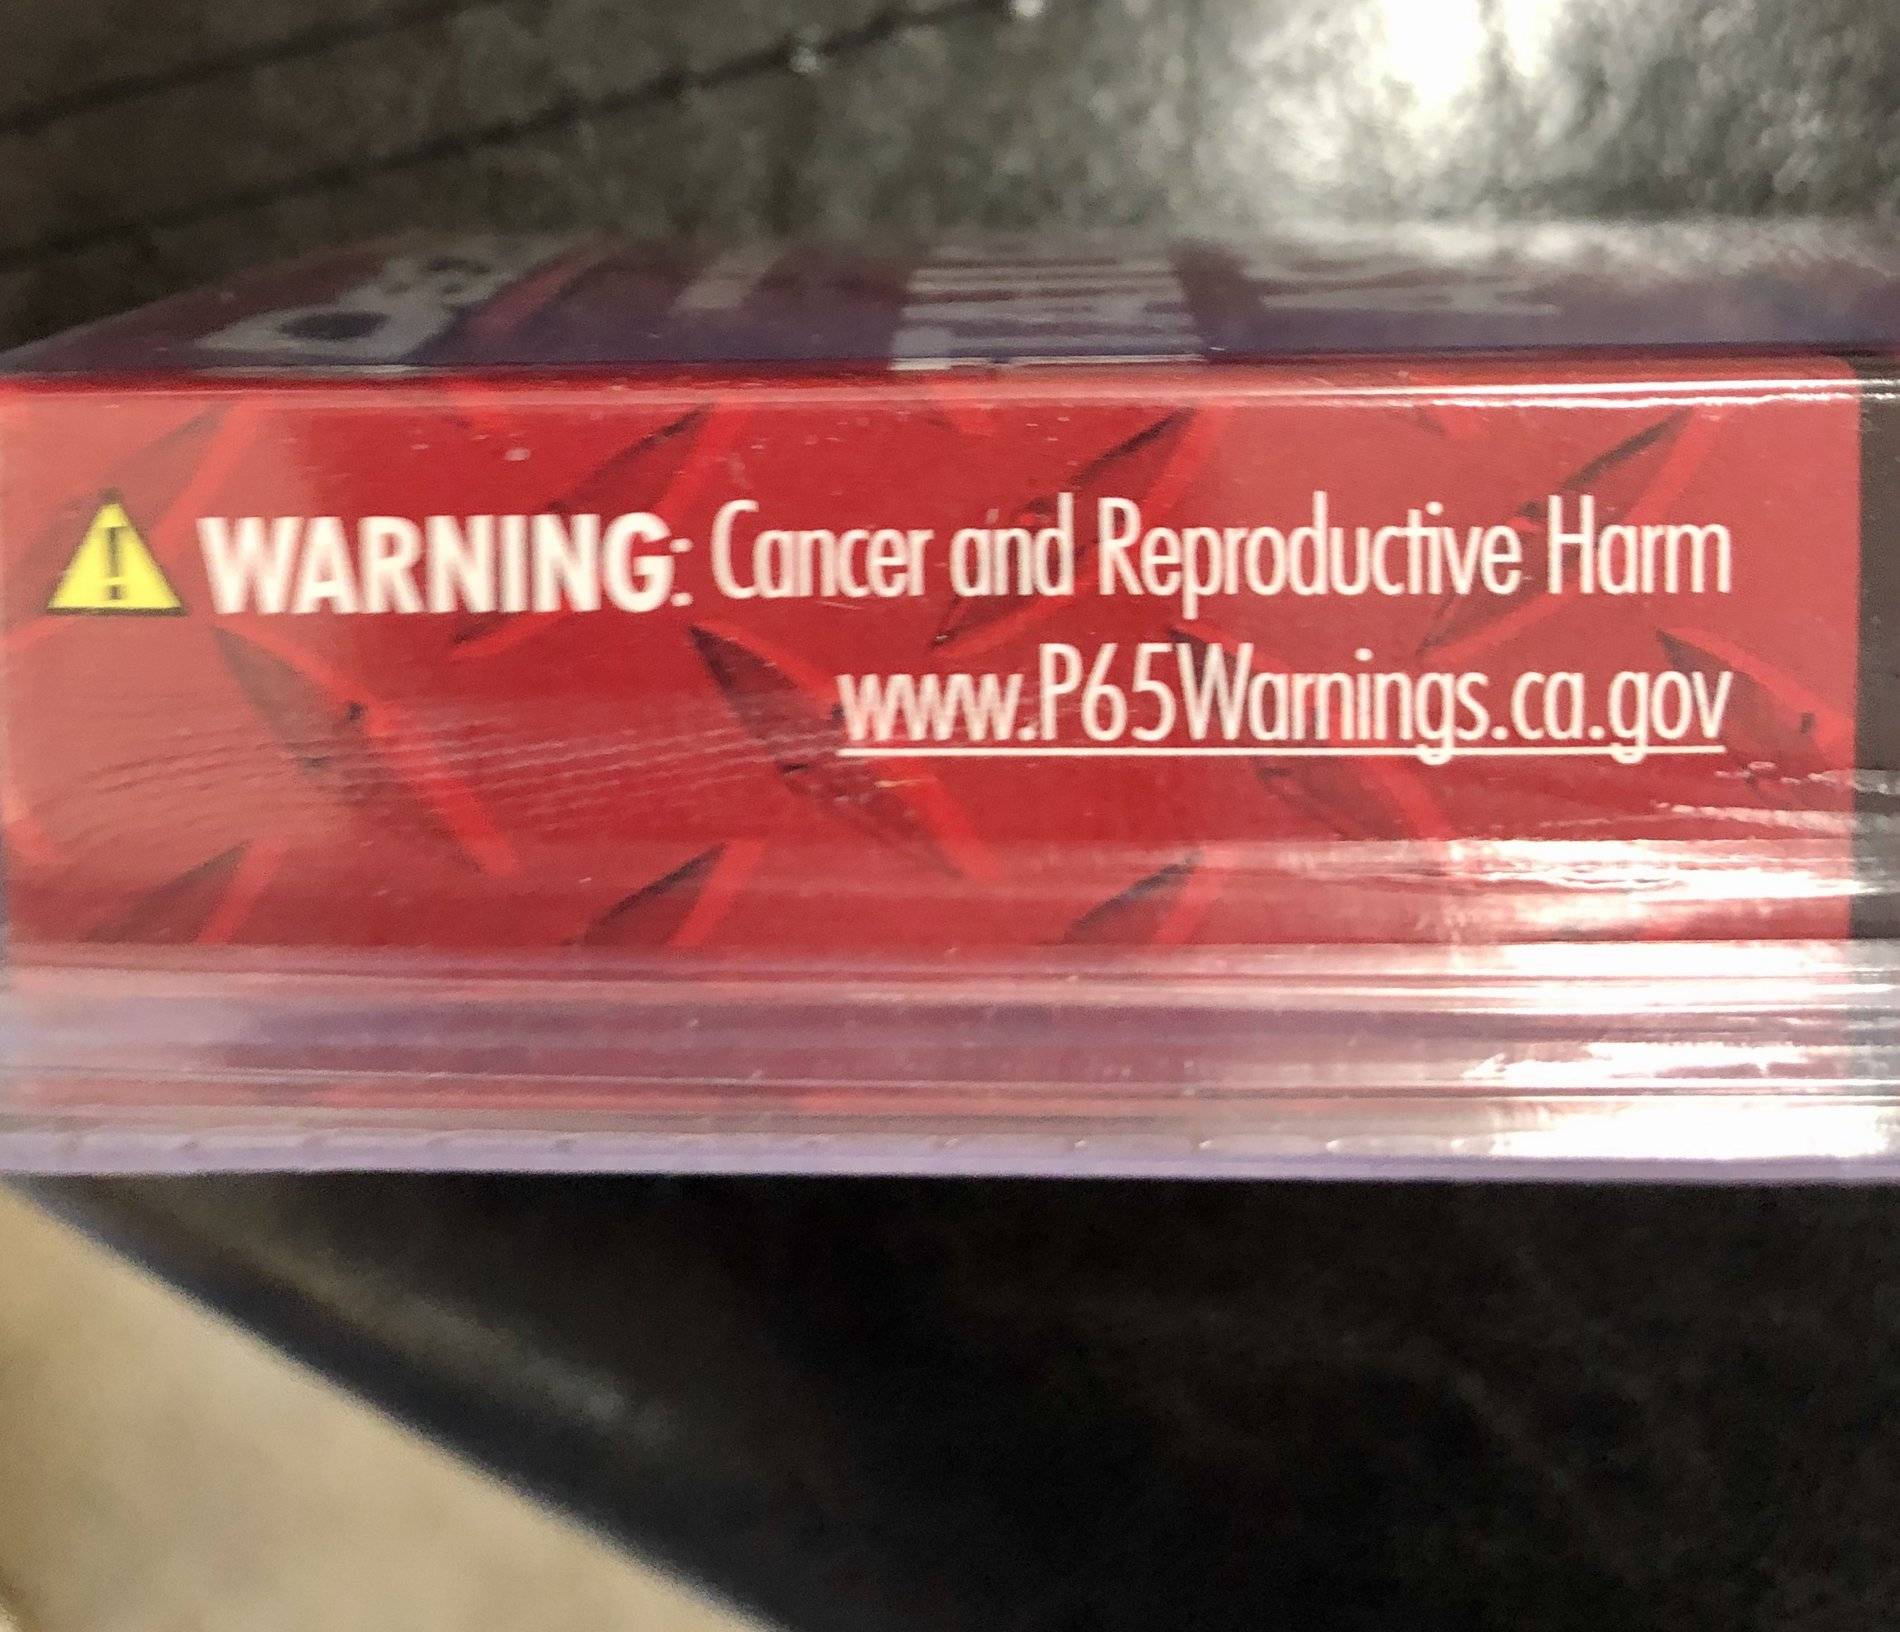 WARNING: Cancer and Reproductive Harm
www.P65Warnings.ca.gov